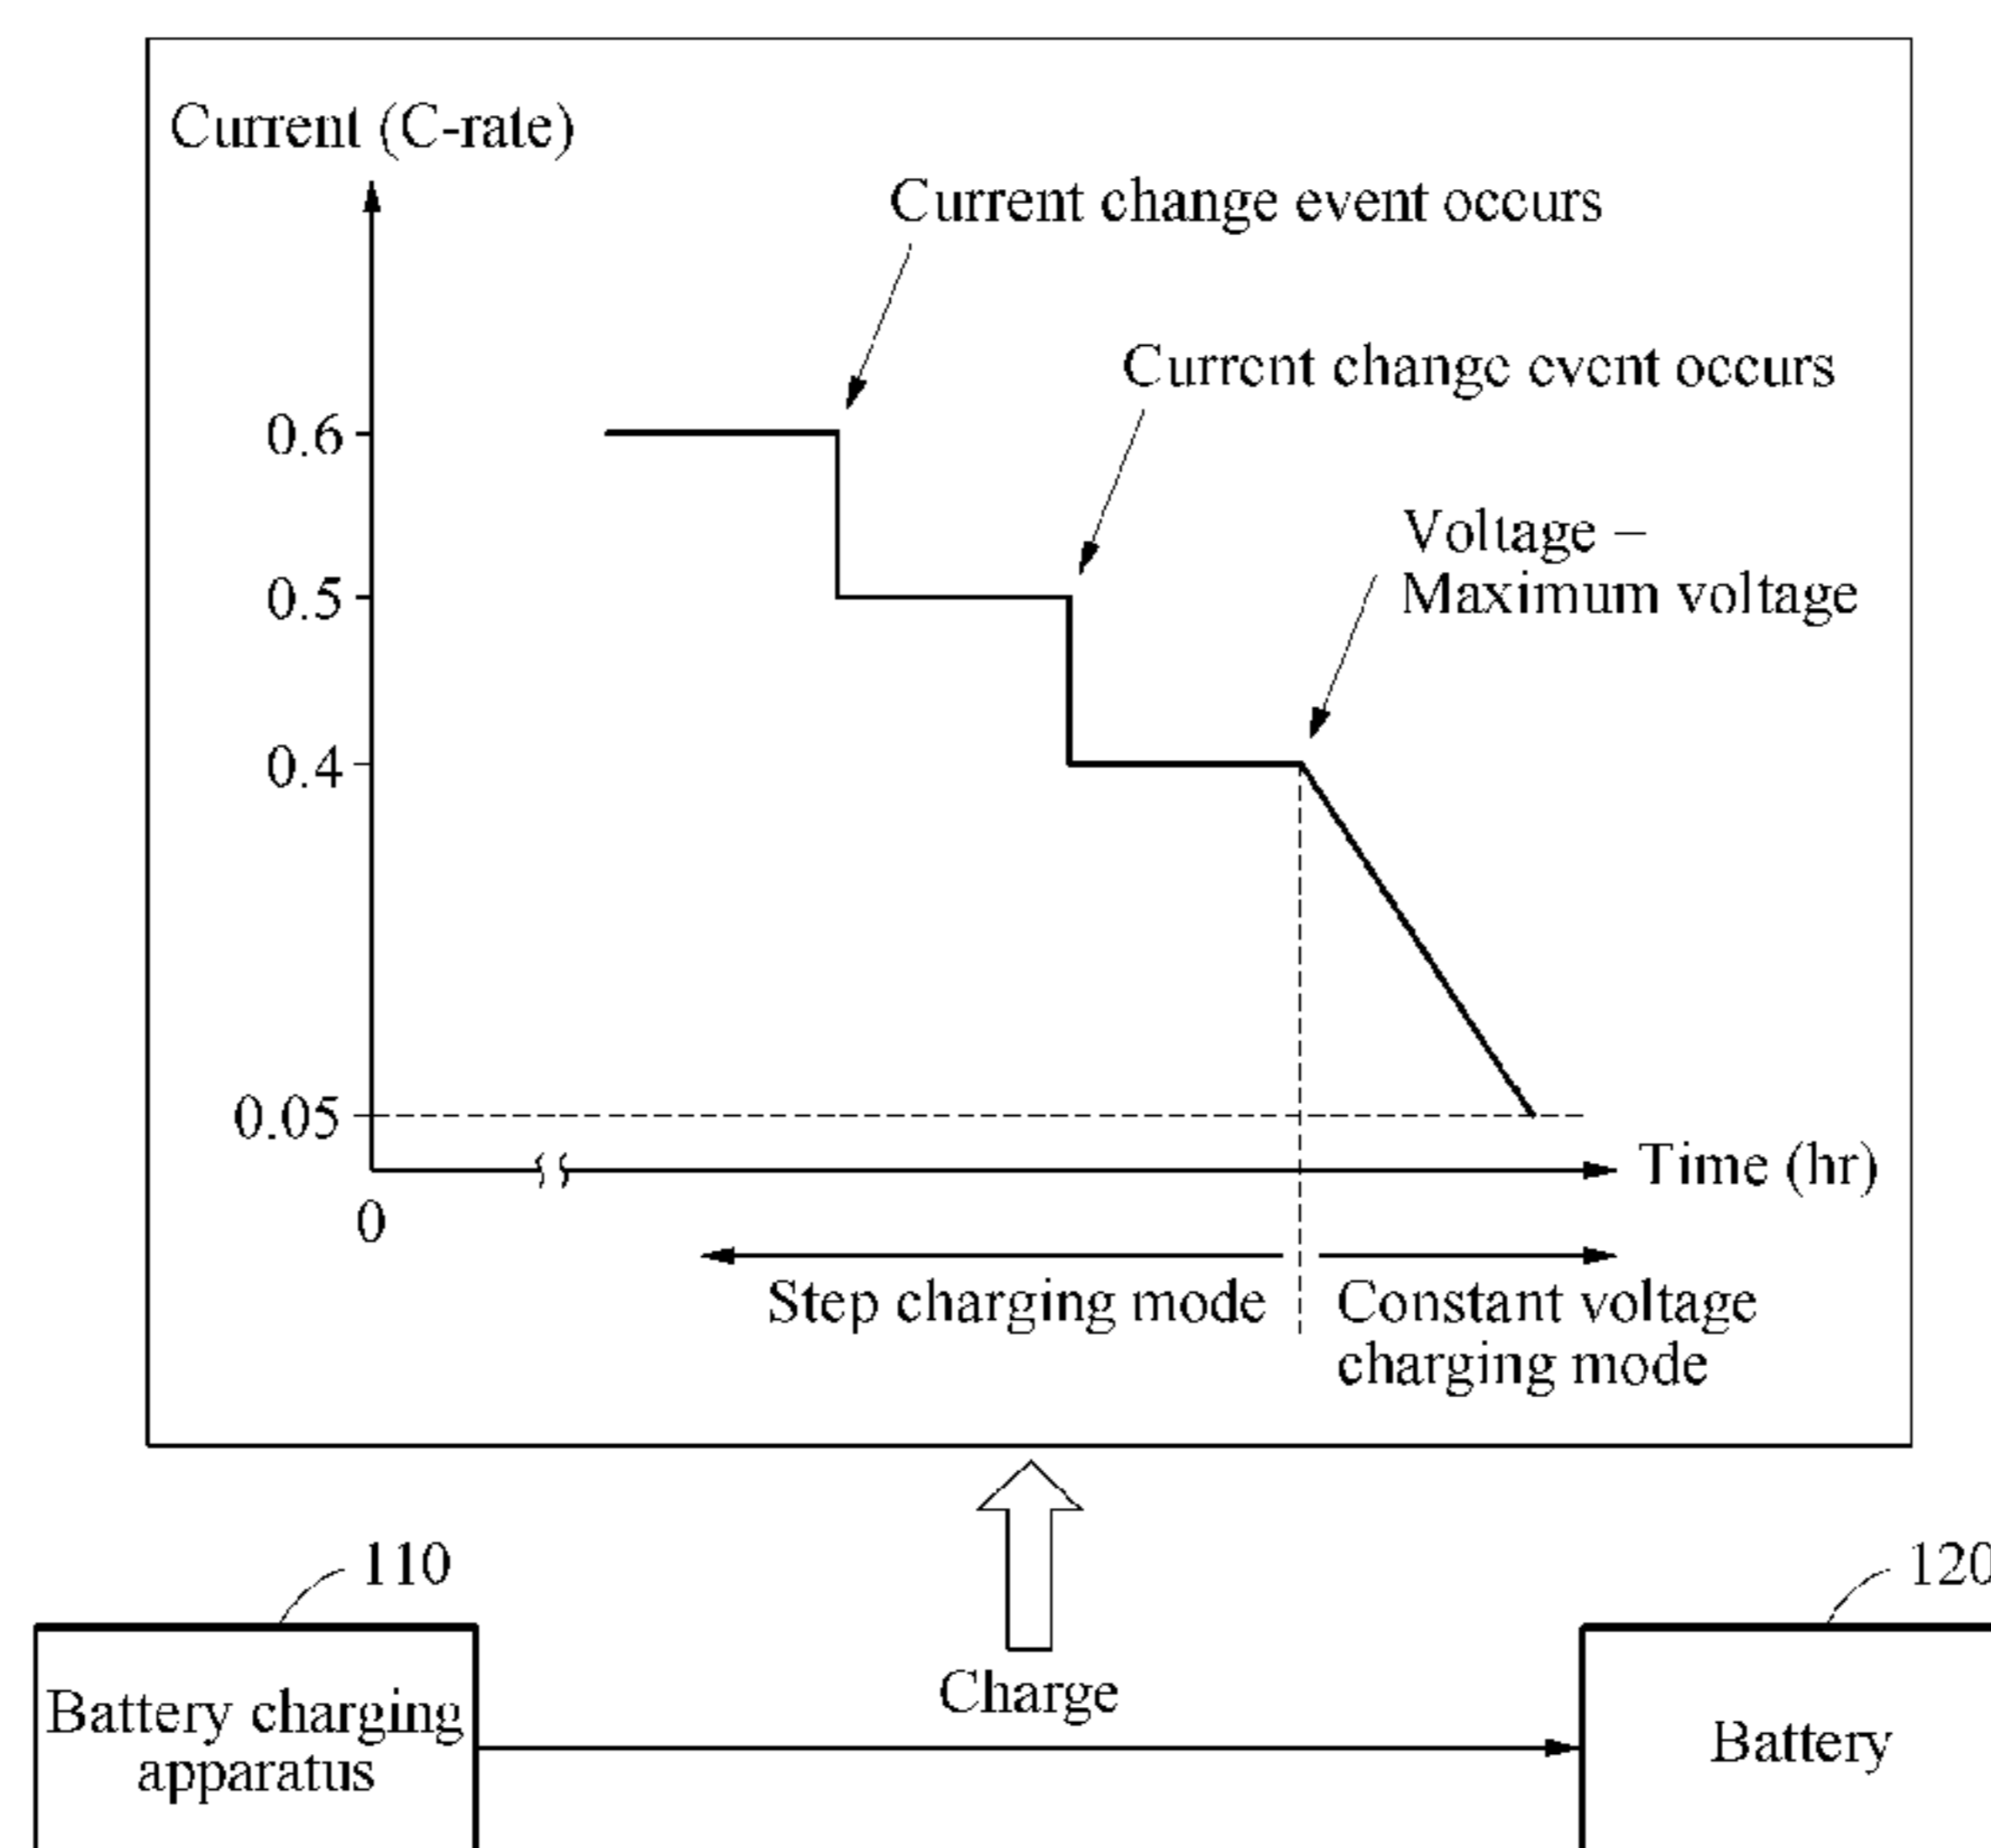 Current (C-rate)
Current change event occurs
Current change event occurs
Voltage –
Maximum voltage
0.6
0.5
0.4
0.05
0
Time (hr)
Step charging mode
Constant voltage
charging mode
110
120
Charge
Battery charging
apparatus
Battery